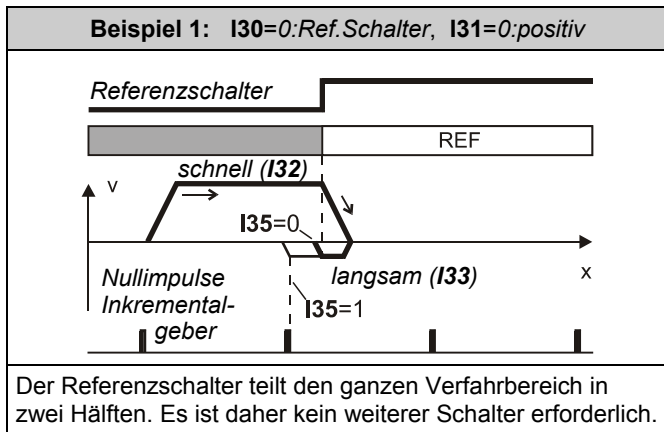 Beispiel 1: I30=0:Ref.Schalter, I31=0:positiv
Referenzschalter
REF
schnell (I32)
v
I35=0
x
langsam (I33)
Nullimpulse
Inkremental-
geber
I35=1
Der Referenzschalter teilt den ganzen Verfahrbereich in
zwei Hälften. Es ist daher kein weiterer Schalter erforderlich.